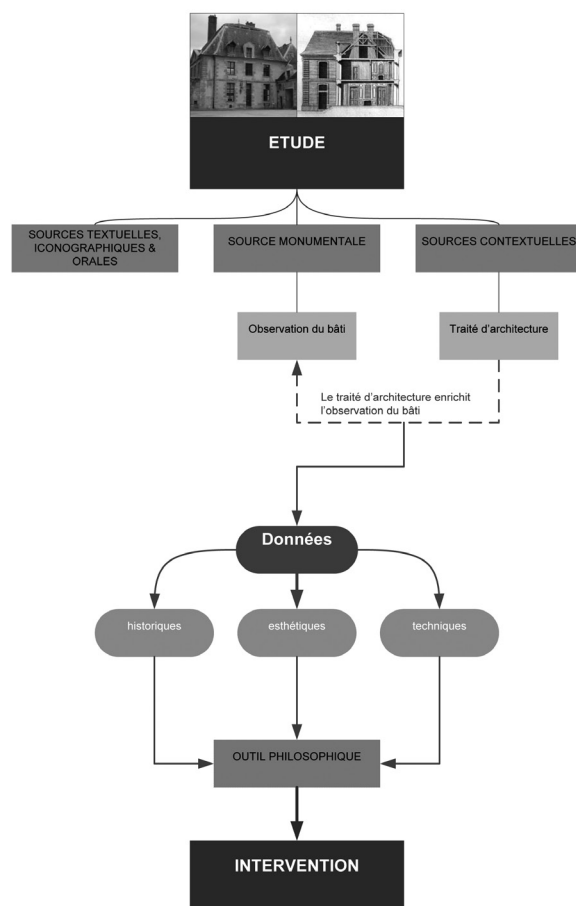 ETUDE
SOURCES TEXTUELLES,
ICONOGRAPHIQUES &
ORALES
SOURCE MONUMENTALE
SOURCES CONTEXTUELLES
Observation du bâti
Traité d'architecture
Le traité d'architecture enrichit
l'observation du bâti
Données
historiques
esthétiques
techniques
OUTIL PHILOSOPHIQUE
INTERVENTION